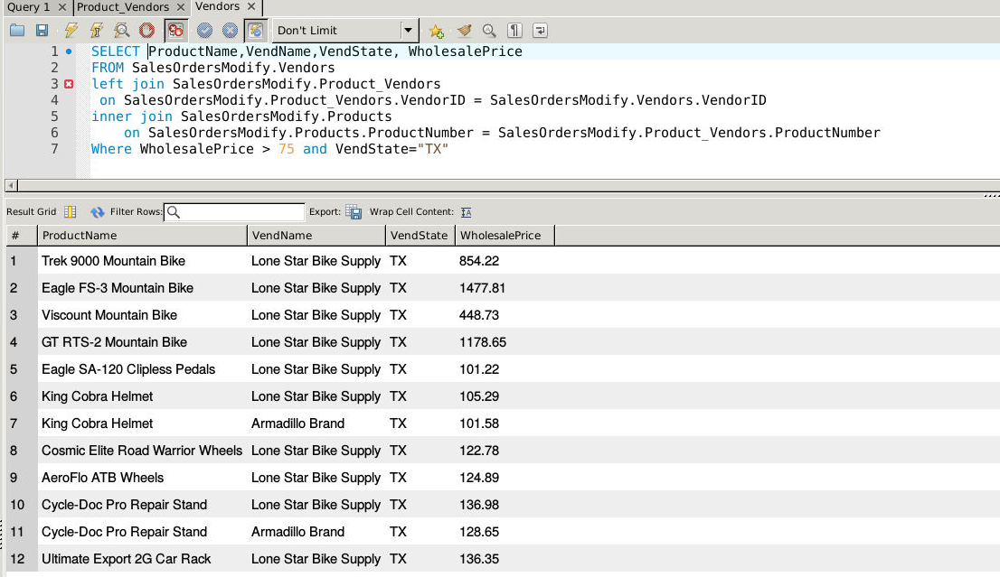 Query 1 Product_Vendors Vendors
Don't Limit
1 SELECT ProductName,VendName,VendState, WholesalePrice
2 FROM SalesOrdersModify.Vendors
3 left join SalesOrdersModify.Product_Vendors
4 on SalesOrdersModify.Product_Vendors.VendorID = SalesOrdersModify.Vendors.VendorID
5 inner join SalesOrdersModify.Products
6 on SalesOrdersModify.Products.ProductNumber = SalesOrdersModify.Product_Vendors.ProductNumber
7 Where WholesalePrice > 75 and VendState="TX"
Result Grid Filter Rows: Export: Wrap Cell Content:
# ProductName VendName VendState WholesalePrice
1 Trek 9000 Mountain Bike Lone Star Bike Supply TX 854.22
2 Eagle FS-3 Mountain Bike Lone Star Bike Supply TX 1477.81
3 Viscount Mountain Bike Lone Star Bike Supply TX 448.73
4 GT RTS-2 Mountain Bike Lone Star Bike Supply TX 1178.65
5 Eagle SA-120 Clipless Pedals Lone Star Bike Supply TX 101.22
6 King Cobra Helmet Lone Star Bike Supply TX 105.29
7 King Cobra Helmet Armadillo Brand TX 101.58
8 Cosmic Elite Road Warrior Wheels Lone Star Bike Supply TX 122.78
9 AeroFlo ATB Wheels Lone Star Bike Supply TX 124.89
10 Cycle-Doc Pro Repair Stand Lone Star Bike Supply TX 136.98
11 Cycle-Doc Pro Repair Stand Armadillo Brand TX 128.65
12 Ultimate Export 2G Car Rack Lone Star Bike Supply TX 136.35